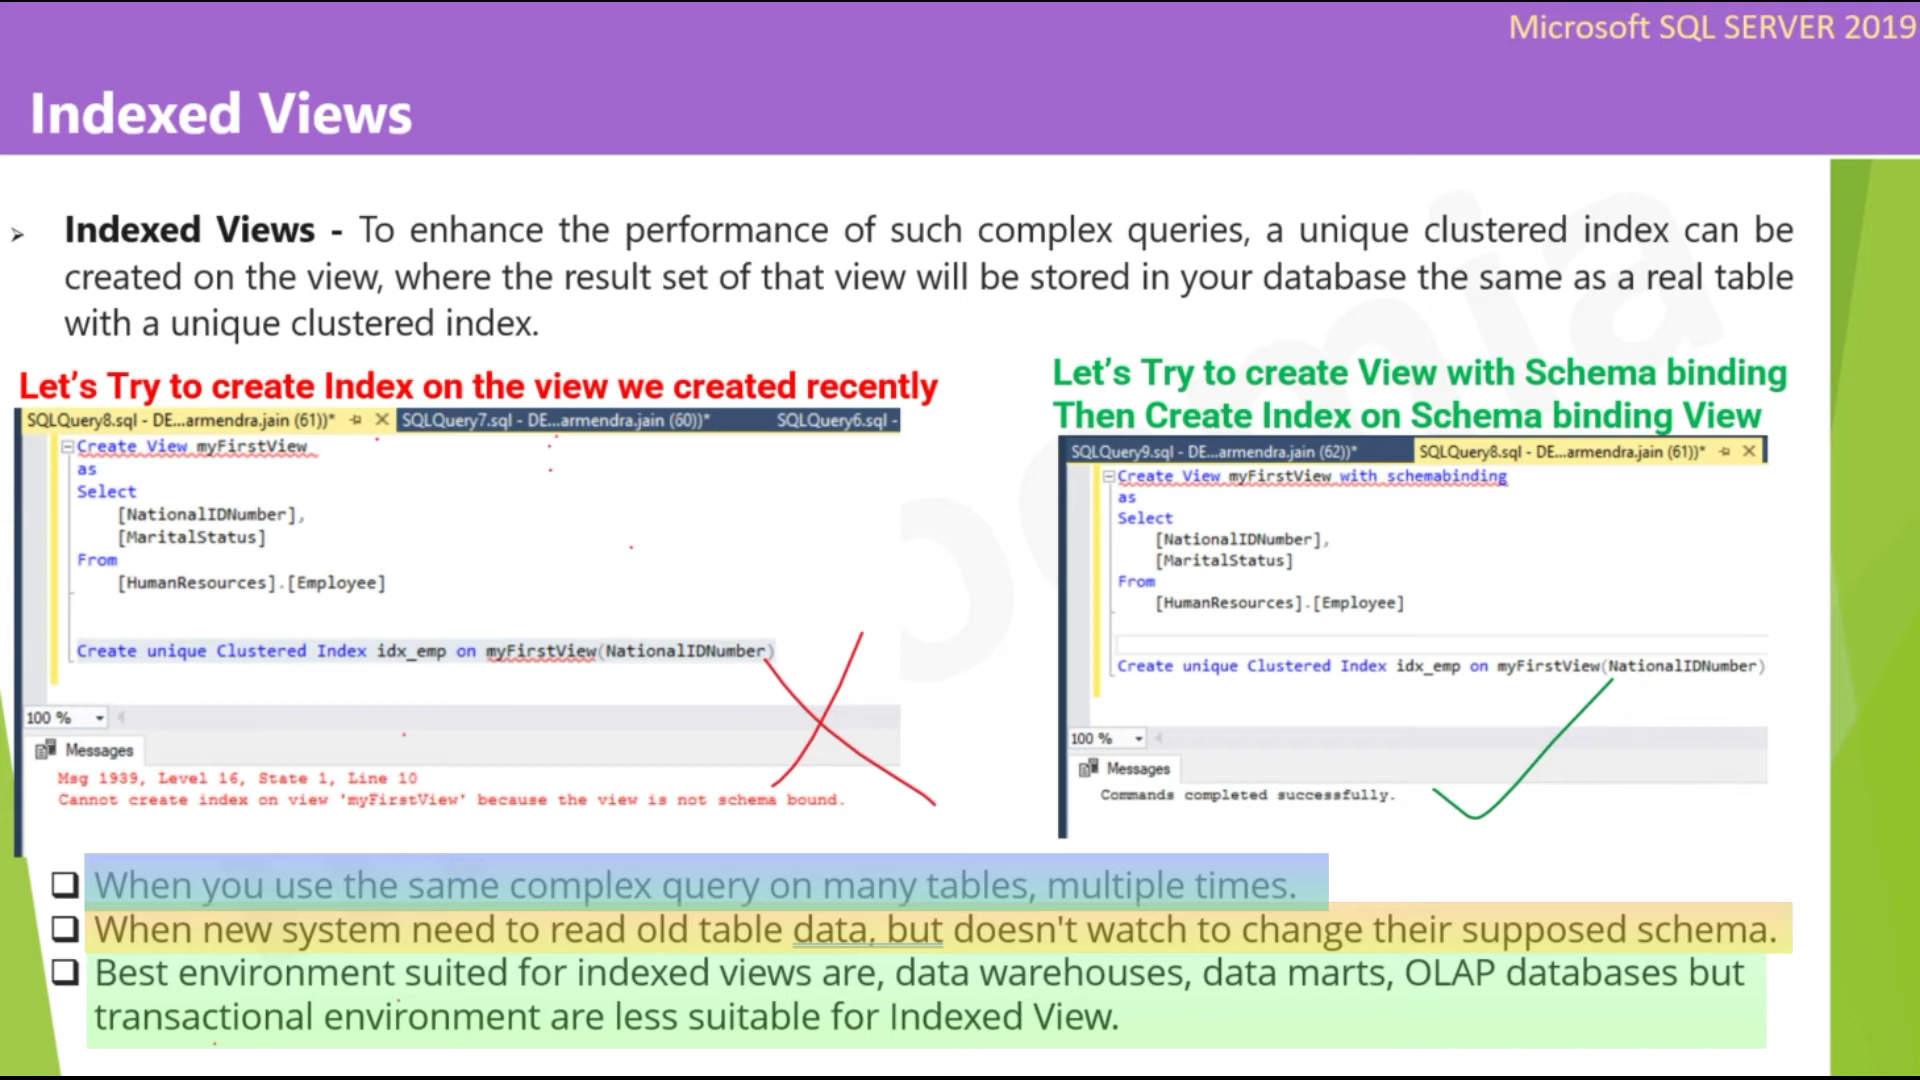 Microsoft SQL SERVER 2019
Indexed Views
Indexed Views - To enhance the performance of such complex queries, a unique clustered index can be
created on the view, where the result set of that view will be stored in your database the same as a real table
with a unique clustered index.
Let's Try to create Index on the view we created recently
SQLQuery8.sql - DE...armendra.jain (61))* SQLQuery7.sql - DE...armendra.jain (60))* SQLQuery6.sql -
Create View myFirstView
as
Select
[NationalIDNumber],
[MaritalStatus]
From
[HumanResources].[Employee]
Create unique Clustered Index idx_emp on myFirstView(NationalIDNumber)
100 %
Messages
Msg 1939, Level 16, State 1, Line 10
Cannot create index on view 'myFirstView' because the view is not schema bound.
Let's Try to create View with Schema binding
Then Create Index on Schema binding View
SQLQuery9.sql - DE...armendra.jain (62))* SQLQuery8.sql - DE...armendra.jain (61))*
Create View myFirstView with schemabinding
as
Select
[NationalIDNumber],
[MaritalStatus]
From
[HumanResources].[Employee]
Create unique Clustered Index idx_emp on myFirstView(NationalIDNumber)
100 %
Messages
Commands completed successfully.
When you use the same complex query on many tables, multiple times.
When new system need to read old table data, but doesn't watch to change their supposed schema.
Best environment suited for indexed views are, data warehouses, data marts, OLAP databases but
transactional environment are less suitable for Indexed View.